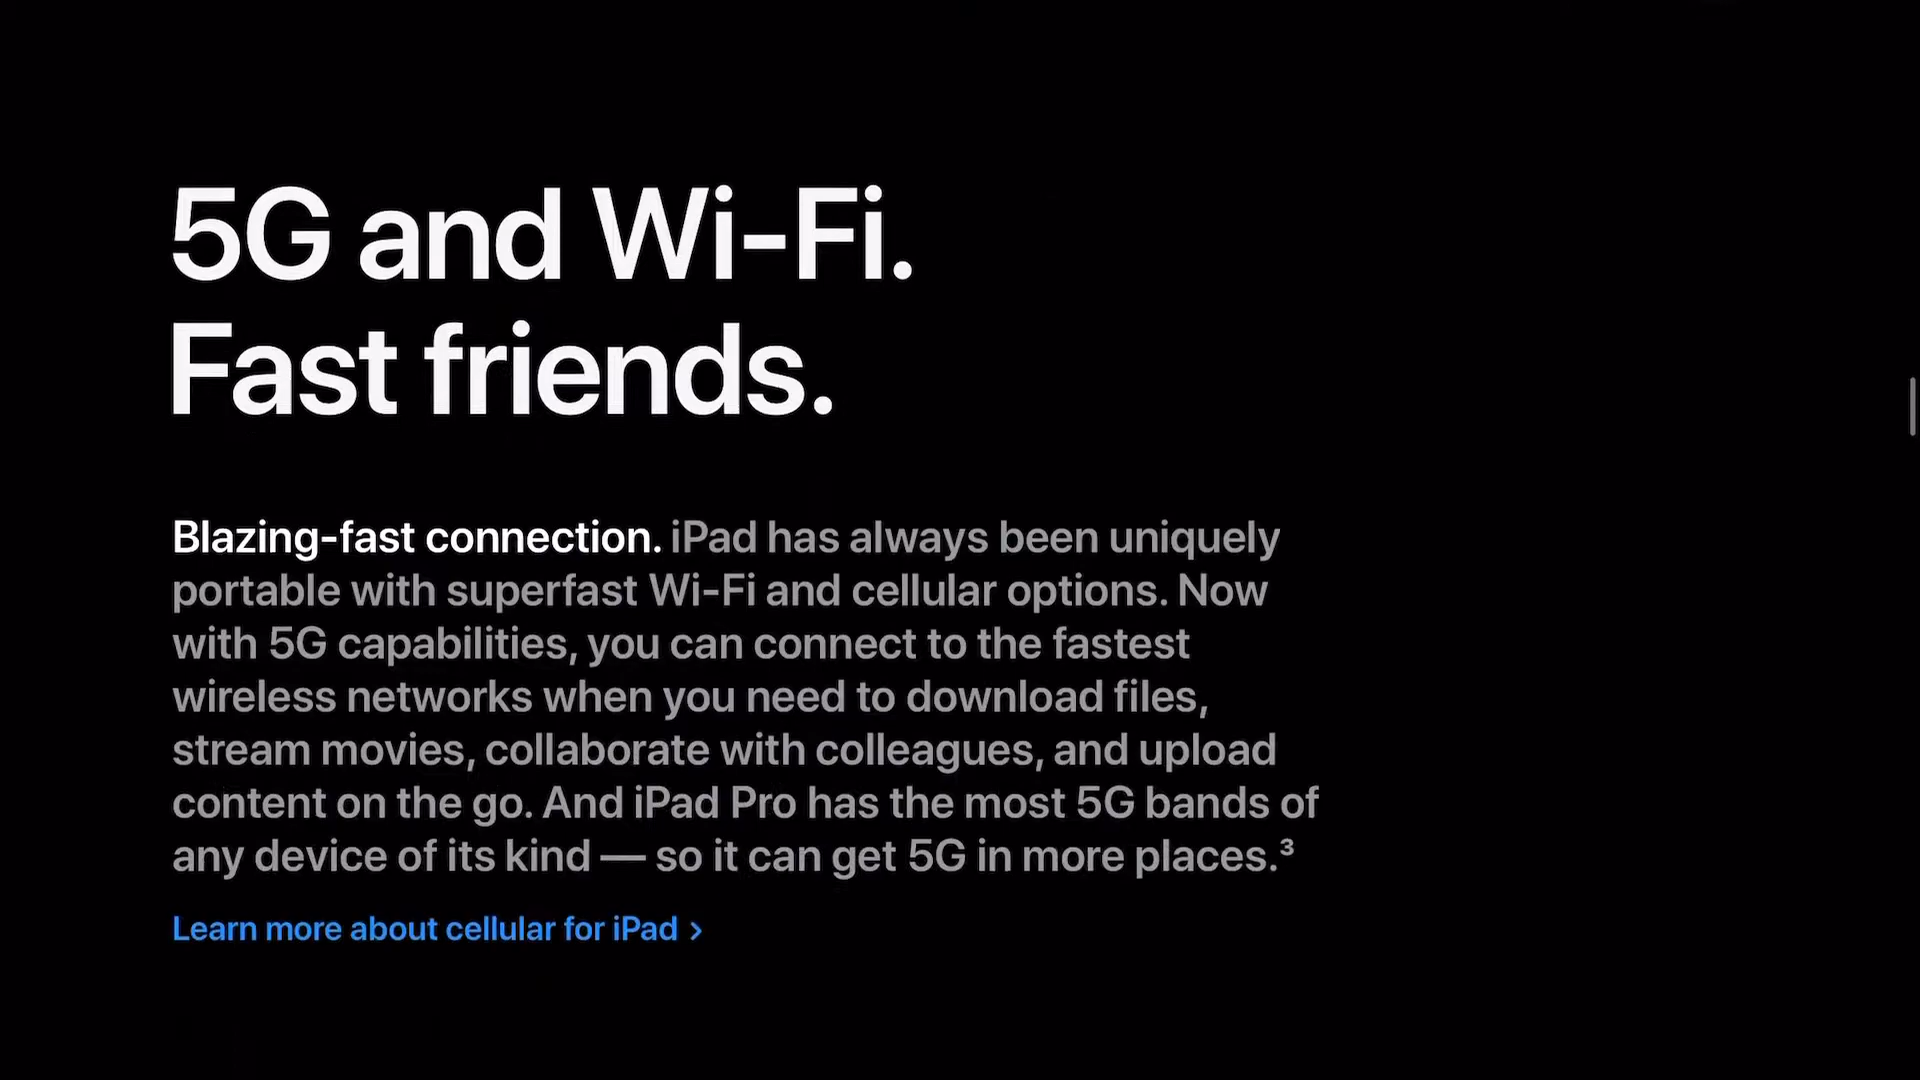 5G and Wi-Fi.
Fast friends.
Blazing-fast connection. iPad has always been uniquely
portable with superfast Wi-Fi and cellular options. Now
with 5G capabilities, you can connect to the fastest
wireless networks when you need to download files,
stream movies, collaborate with colleagues, and upload
content on the go. And iPad Pro has the most 5G bands of
any device of its kind — so it can get 5G in more places.³
Learn more about cellular for iPad ›